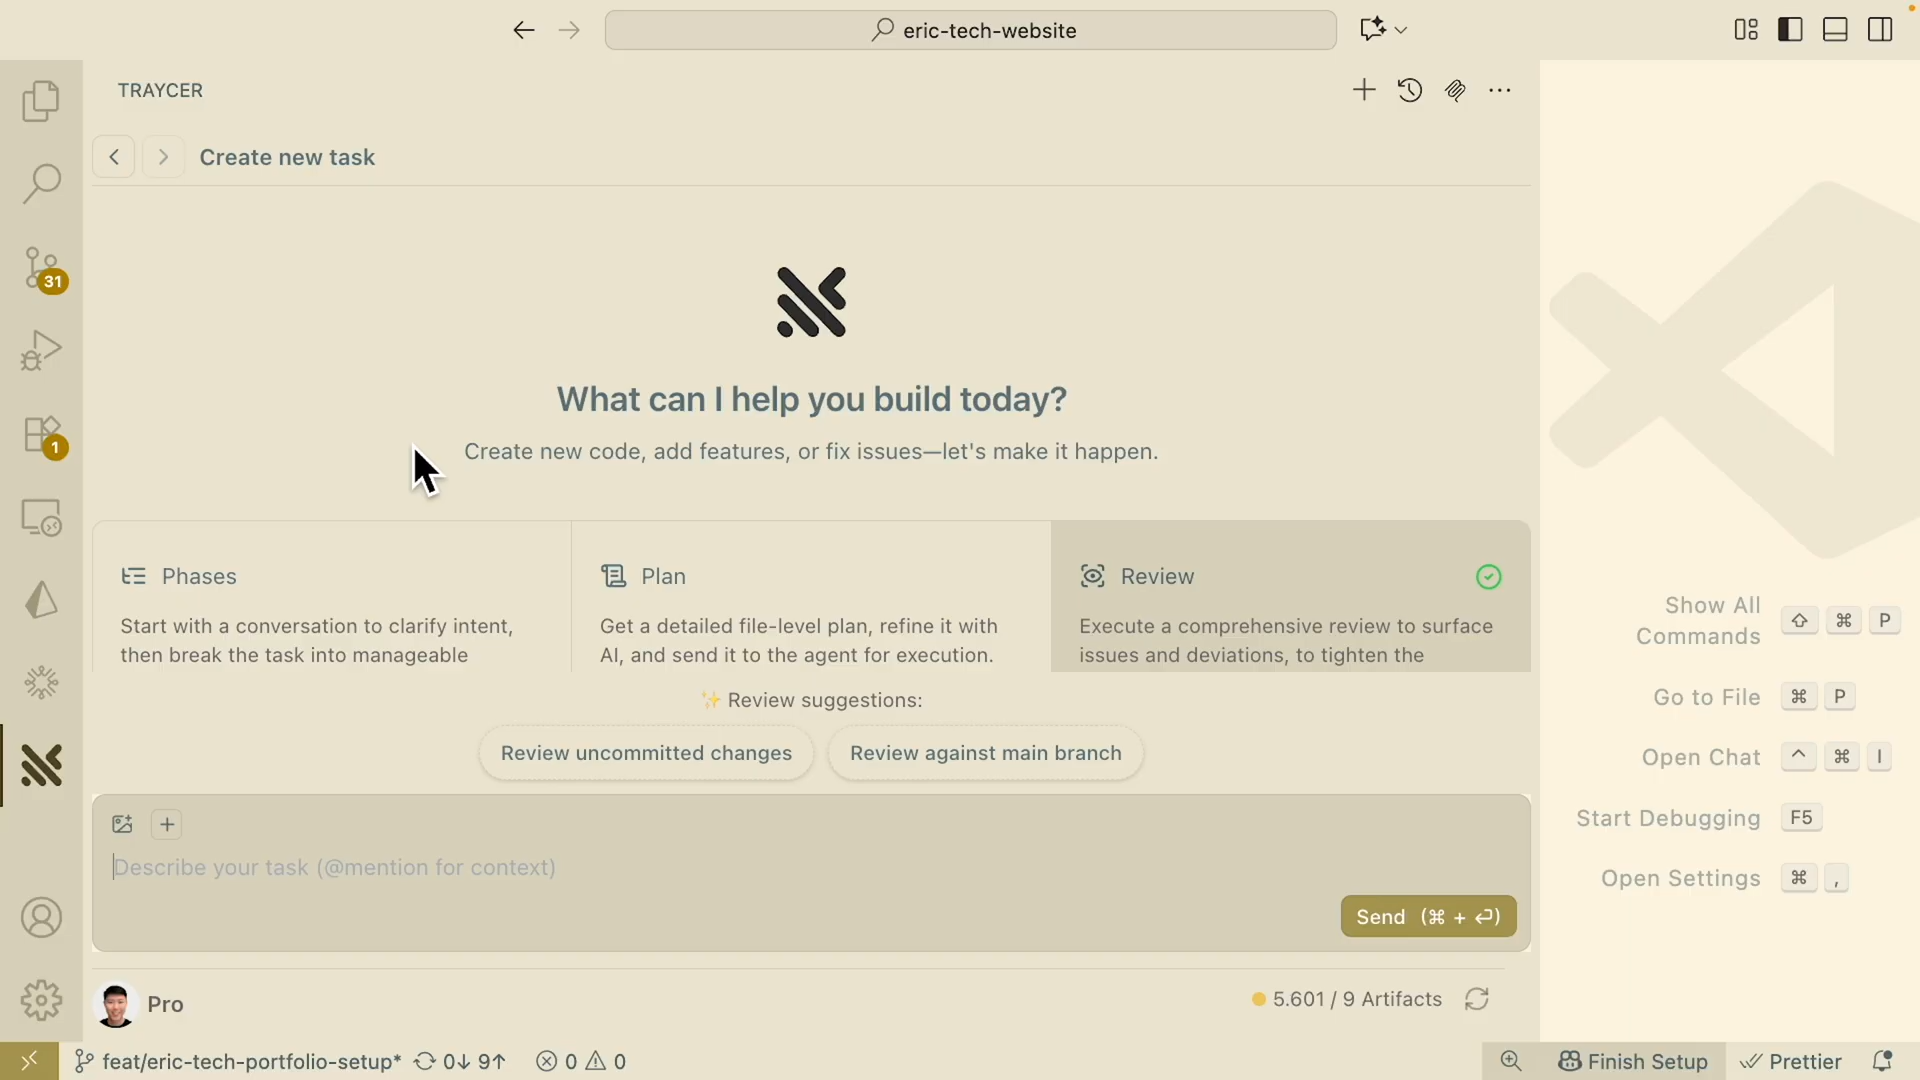 eric-tech-website
TRAYCER
Create new task
31
1
What can I help you build today?
Create new code, add features, or fix issues—let's make it happen.
Phases
Start with a conversation to clarify intent,
then break the task into manageable
Plan
Get a detailed file-level plan, refine it with
AI, and send it to the agent for execution.
Review
Execute a comprehensive review to surface
issues and deviations, to tighten the
✨ Review suggestions:
Review uncommitted changes
Review against main branch
Describe your task (@mention for context)
Send (⌘ + ⏎)
Pro
5.601 / 9 Artifacts
Show All
Commands ⇧ ⌘ P
Go to File ⌘ P
Open Chat ^ ⌘ I
Start Debugging F5
Open Settings ⌘ ,
feat/eric-tech-portfolio-setup* 0↓ 9↑ 0 0
Finish Setup
Prettier